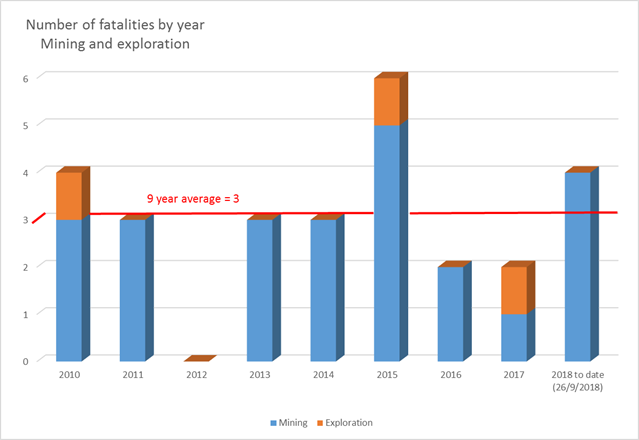 Number of fatalities by year
Mining and exploration
6
5
4
9 year average = 3
3
2
1
0
2010 2011 2012 2013 2014 2015 2016 2017 2018 to date
(26/9/2018)
Mining Exploration